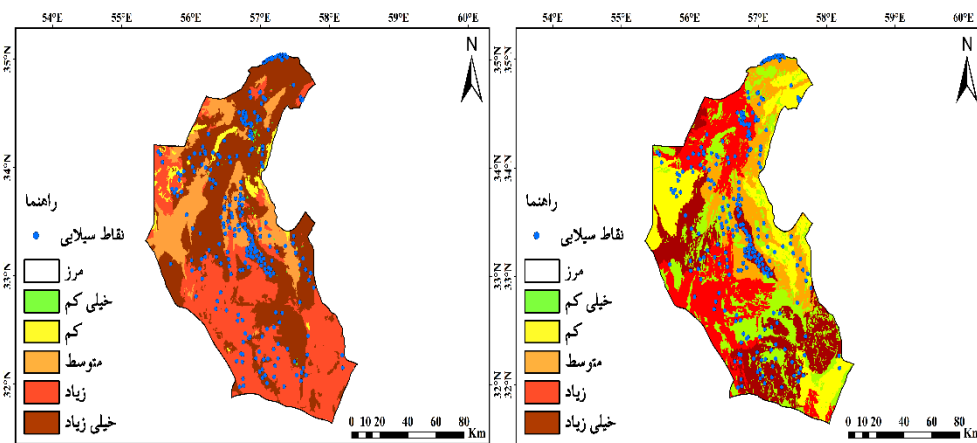 54°E 55°E 56°E 57°E 58°E 59°E 60°E
35°N
34°N
33°N
32°N
N
راهنما
نقاط سیلابی
مرز
خیلی کم
کم
متوسط
زیاد
خیلی زیاد
0 10 20 40 60 80
Km
54°E 55°E 56°E 57°E 58°E 59°E 60°E
35°N
34°N
33°N
32°N
N
راهنما
نقاط سیلابی
مرز
خیلی کم
کم
متوسط
زیاد
خیلی زیاد
0 10 20 40 60 80
Km